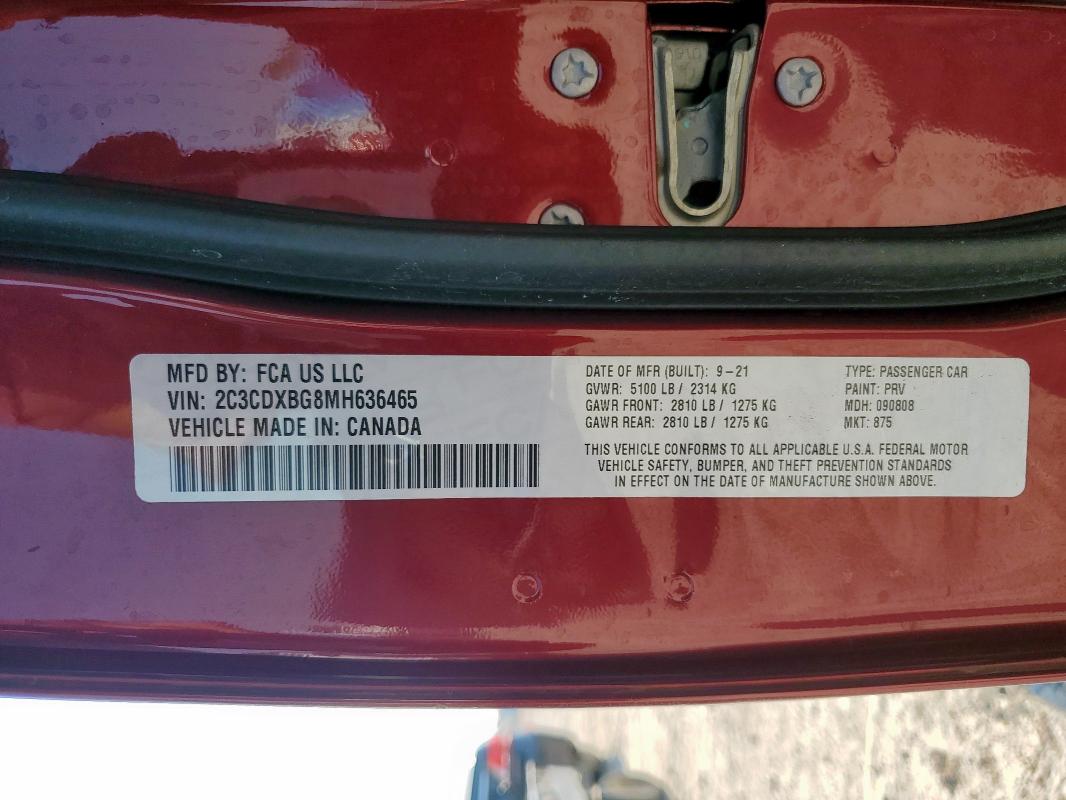 MFD BY: FCA US LLC
VIN: 2C3CDXBG8MH636465
VEHICLE MADE IN: CANADA
DATE OF MFR (BUILT): 9-21
GVWR: 5100 LB / 2314 KG
GAWR FRONT: 2810 LB / 1275 KG
GAWR REAR: 2810 LB / 1275 KG
TYPE: PASSENGER CAR
PAINT: PRV
MDH: 090808
MKT: 875
THIS VEHICLE CONFORMS TO ALL APPLICABLE U.S.A. FEDERAL MOTOR
VEHICLE SAFETY, BUMPER, AND THEFT PREVENTION STANDARDS
IN EFFECT ON THE DATE OF MANUFACTURE SHOWN ABOVE.